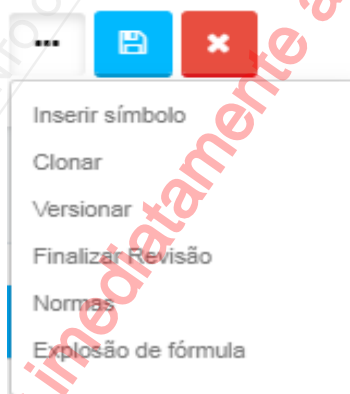 ...
Inserir símbolo
Clonar
Versionar
Finalizar Revisão
Normas
Explosão de fórmula
imediatamente a